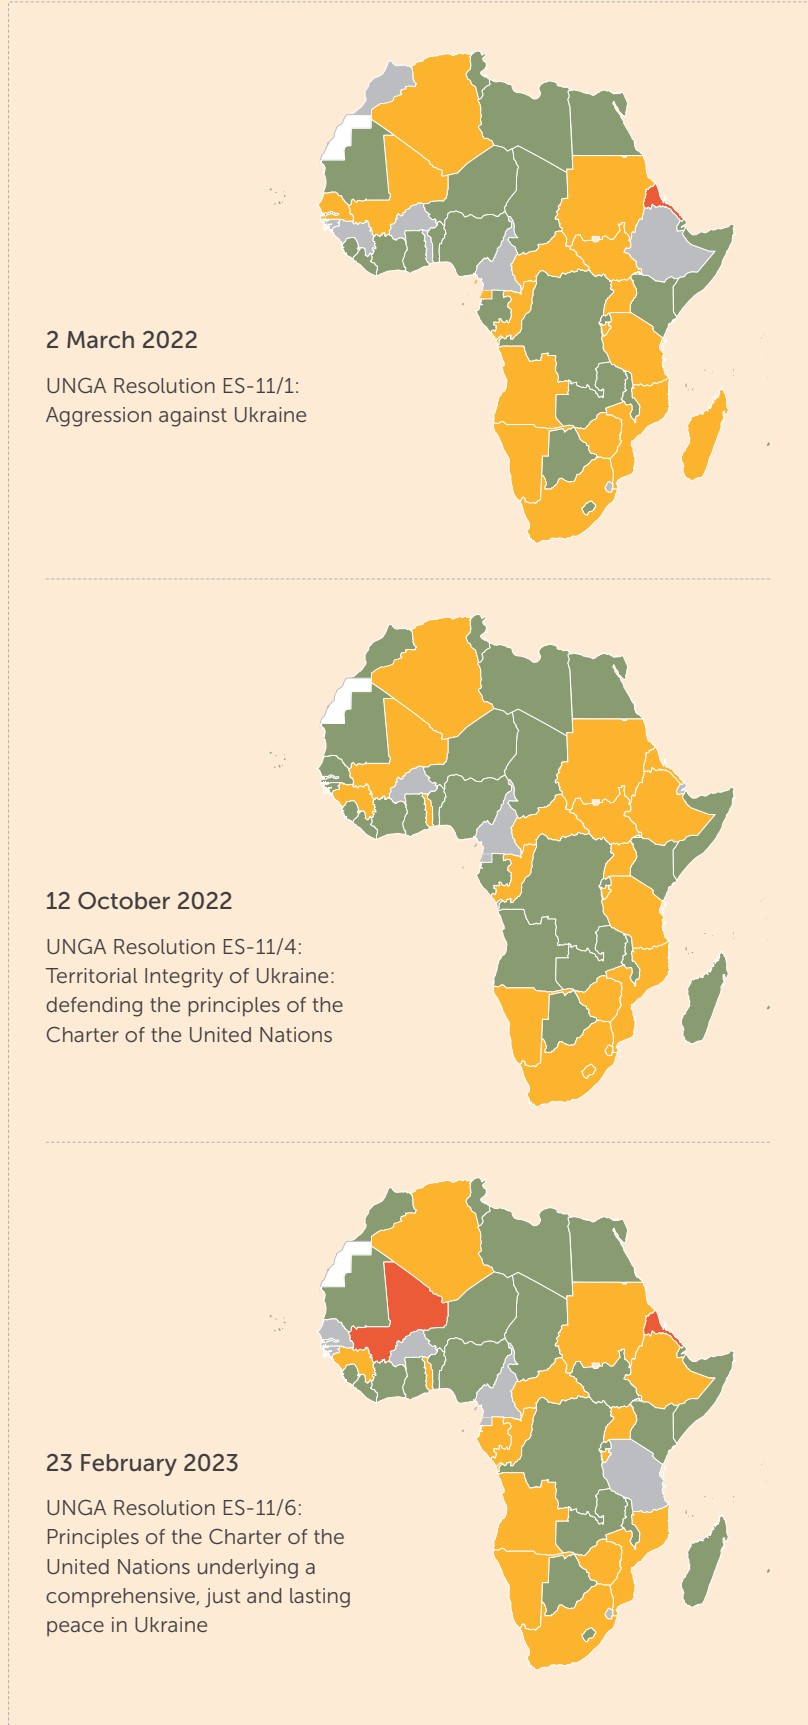 2 March 2022
UNGA Resolution ES-11/1:
Aggression against Ukraine
12 October 2022
UNGA Resolution ES-11/4:
Territorial Integrity of Ukraine:
defending the principles of the
Charter of the United Nations
23 February 2023
UNGA Resolution ES-11/6:
Principles of the Charter of the
United Nations underlying a
comprehensive, just and lasting
peace in Ukraine